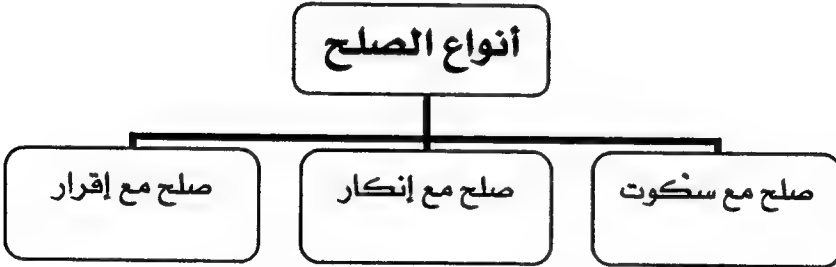 أنواع الصلح
صلح مع سكوت
صلح مع إنكار
صلح مع إقرار